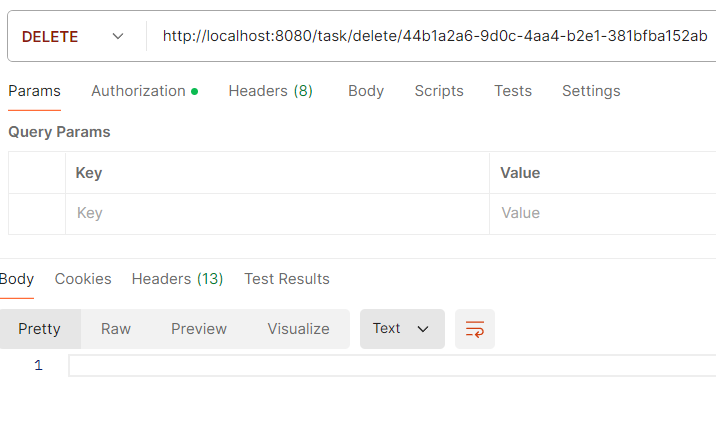 DELETE http://localhost:8080/task/delete/44b1a2a6-9d0c-4aa4-b2e1-381bfba152ab
Params Authorization Headers (8) Body Scripts Tests Settings
Query Params
Key Value
Key Value
Body Cookies Headers (13) Test Results
Pretty Raw Preview Visualize Text
1